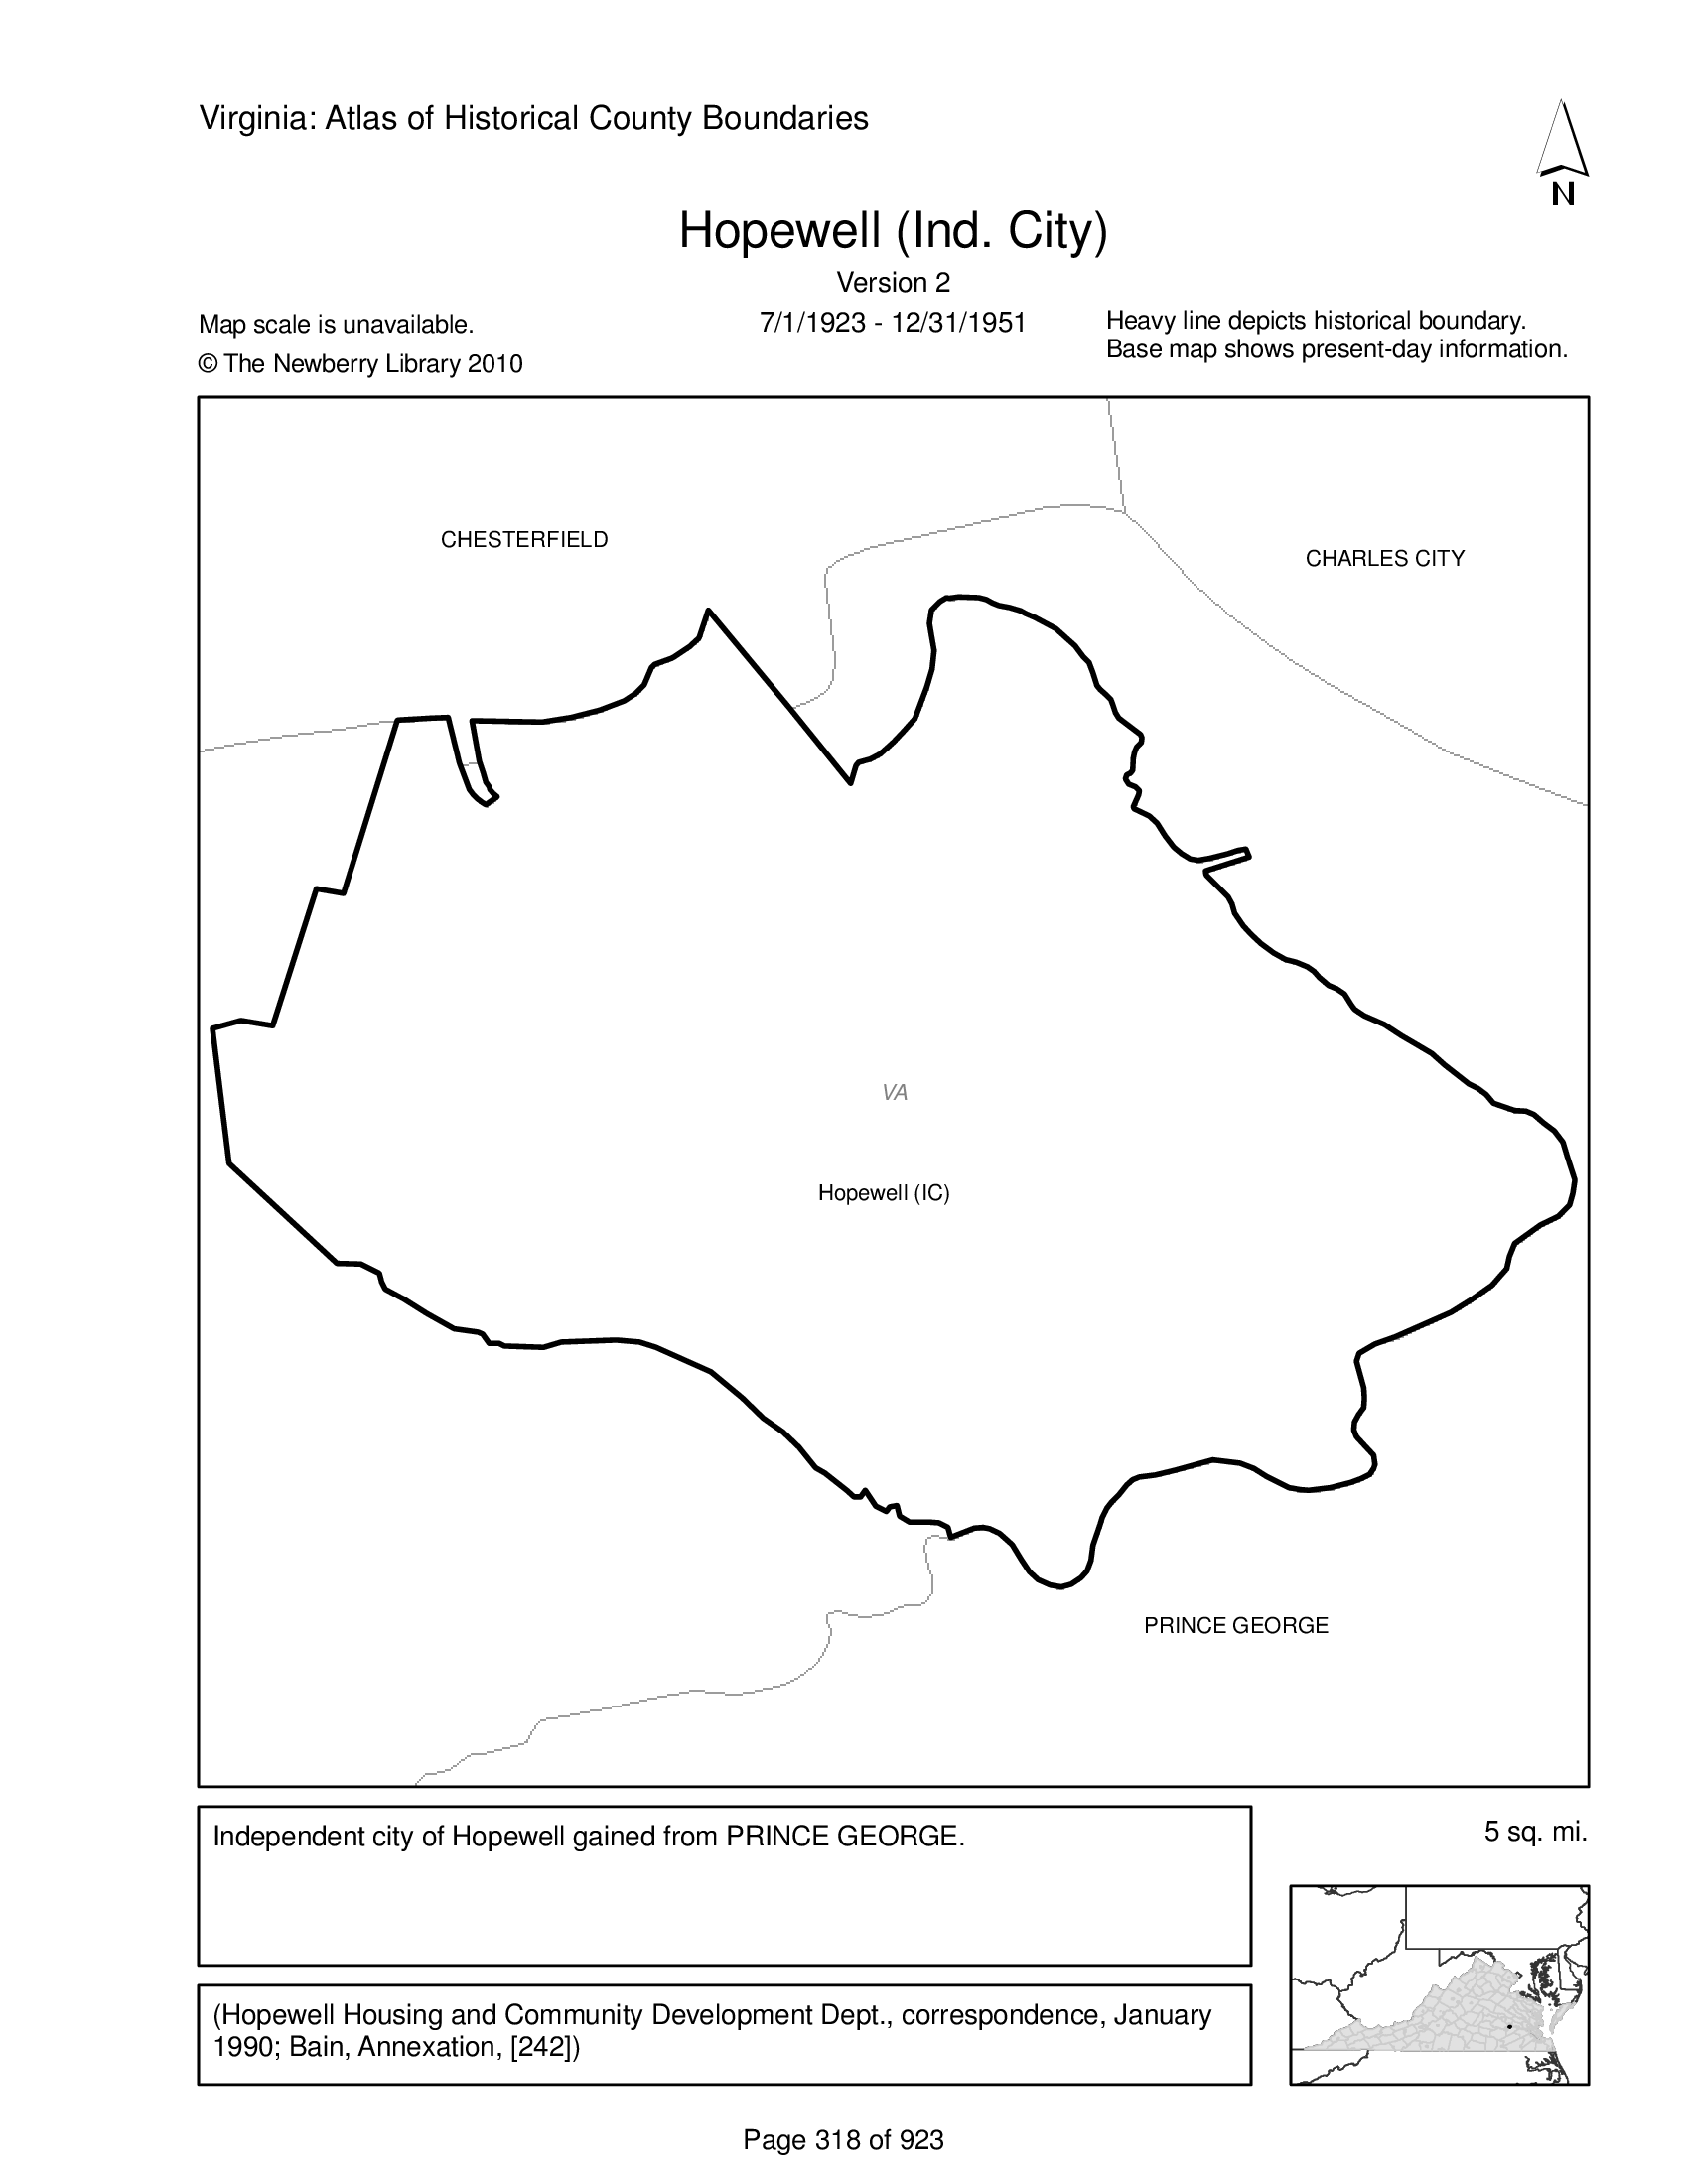 Virginia: Atlas of Historical County Boundaries
N
Hopewell (Ind. City)
Version 2
7/1/1923 - 12/31/1951
Map scale is unavailable.
© The Newberry Library 2010
Heavy line depicts historical boundary.
Base map shows present-day information.
CHESTERFIELD
CHARLES CITY
VA
Hopewell (IC)
PRINCE GEORGE
Independent city of Hopewell gained from PRINCE GEORGE.
5 sq. mi.
(Hopewell Housing and Community Development Dept., correspondence, January
1990; Bain, Annexation, [242])
Page 318 of 923